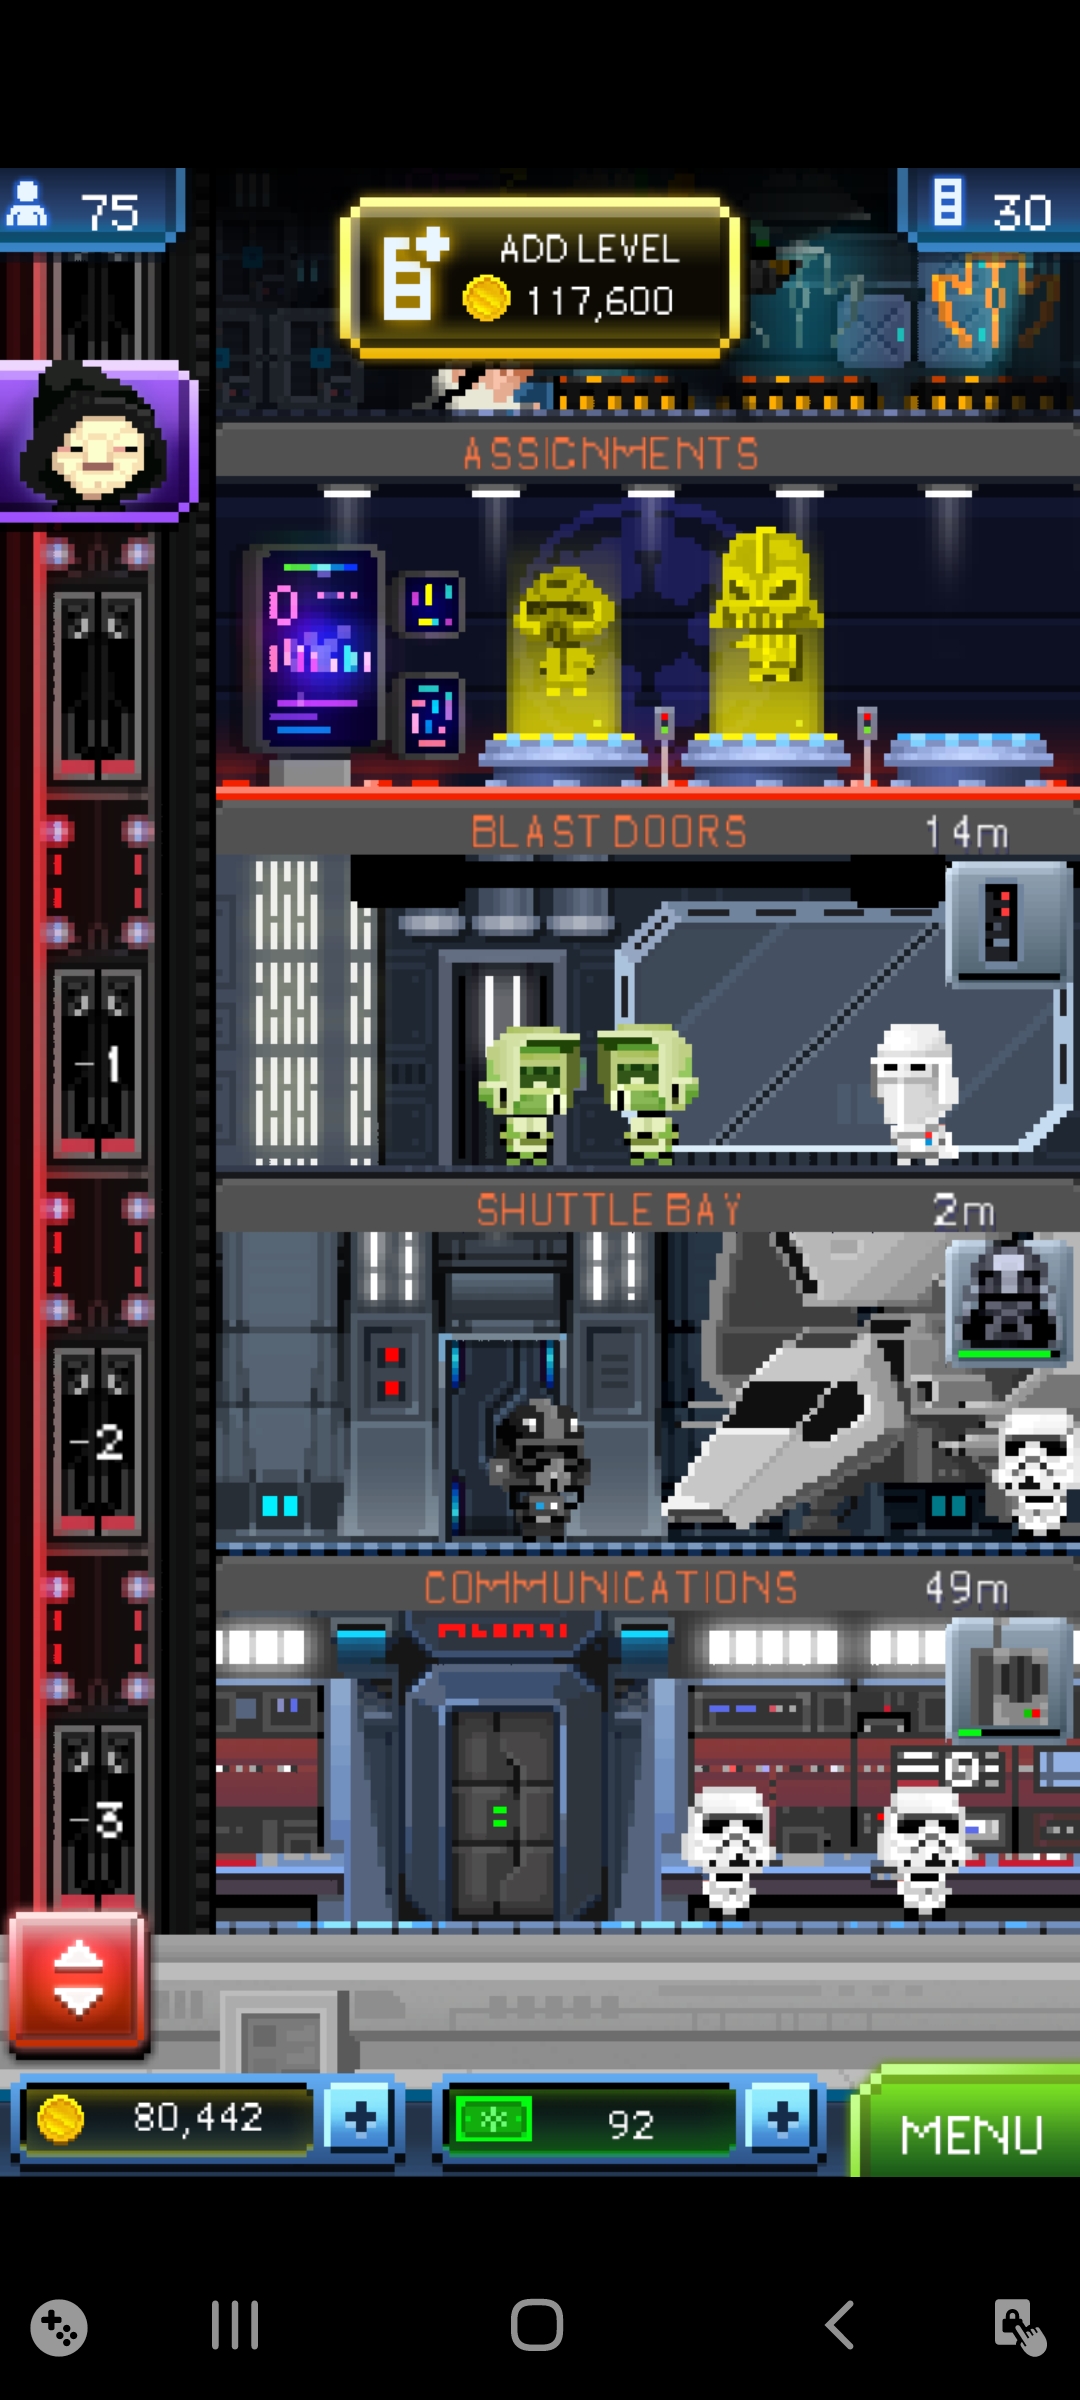 75
ADD LEVEL
117,600
30
ASSIGNMENTS
BLAST DOORS 14m
-1
SHUTTLE BAY 2m
-2
COMMUNICATIONS 49m
-3
80,442
92
MENU